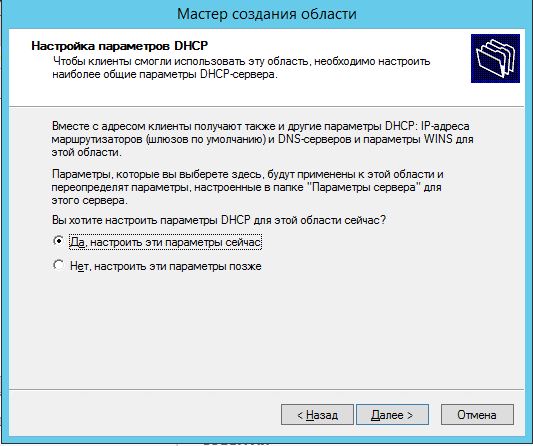 Мастер создания области
Настройка параметров DHCP
Чтобы клиенты смогли использовать эту область, необходимо настроить
наиболее общие параметры DHCP-сервера.
Вместе с адресом клиенты получают также и другие параметры DHCP: IP-адреса
маршрутизаторов (шлюзов по умолчанию) и DNS-серверов и параметры WINS для
этой области.
Параметры, которые вы выберете здесь, будут применены к этой области и
переопределят параметры, настроенные в папке "Параметры сервера" для
этого сервера.
Вы хотите настроить параметры DHCP для этой области сейчас?
Да, настроить эти параметры сейчас
Нет, настроить эти параметры позже
< Назад Далее > Отмена